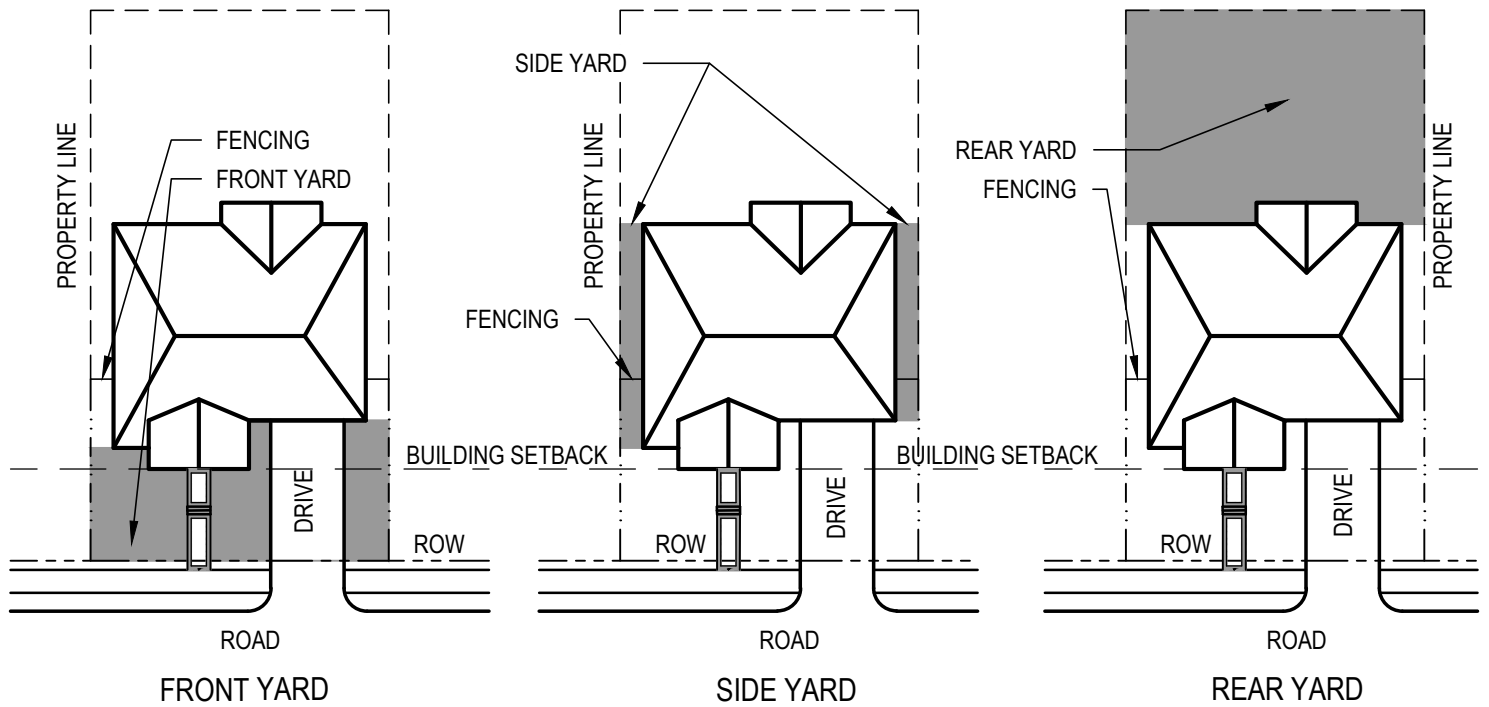 FENCING
FRONT YARD
PROPERTY LINE
BUILDING SETBACK
DRIVE
ROW
ROAD
FRONT YARD
SIDE YARD
PROPERTY LINE
FENCING
BUILDING SETBACK
DRIVE
ROW
ROAD
SIDE YARD
REAR YARD
FENCING
PROPERTY LINE
DRIVE
ROW
ROAD
REAR YARD